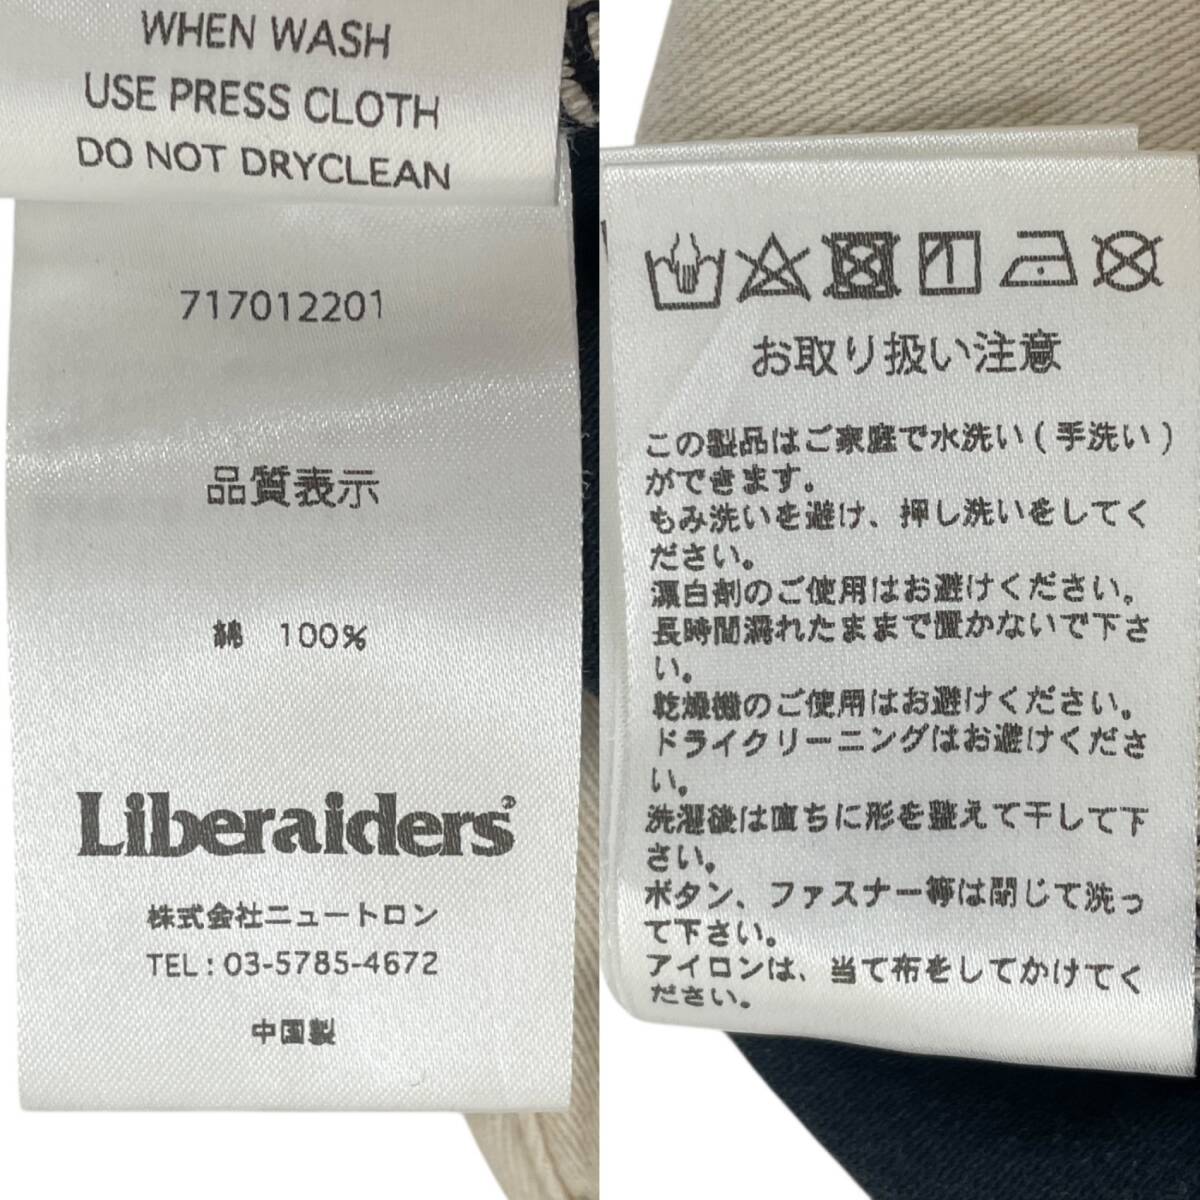 WHEN WASH
USE PRESS CLOTH
DO NOT DRYCLEAN
717012201
品質表示
綿 100%
Liberaiders
株式会社ニュートロン
TEL : 03-5785-4672
中国製
お取り扱い注意
この製品はご家庭で水洗い ( 手洗い )
ができます。
もみ洗いを避け、押し洗いをしてく
ださい。
漂白剤のご使用はお避けください。
長時間濡れたままで置かないで下さ
い。
乾燥機のご使用はお避けください。
ドライクリーニングはお避けくださ
い。
洗濯後は直ちに形を整えて干して下
さい。
ボタン、ファスナー等は閉じて洗っ
て下さい。
アイロンは、当て布をしてかけてく
ださい。